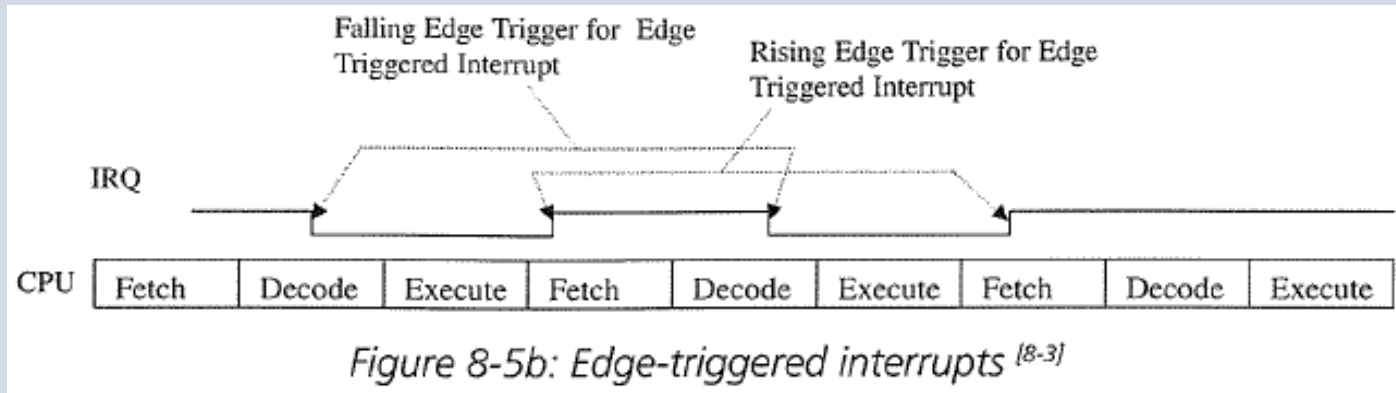 Falling Edge Trigger for Edge
Triggered Interrupt
Rising Edge Trigger for Edge
Triggered Interrupt
IRQ
CPU Fetch Decode Execute Fetch Decode Execute Fetch Decode Execute
Figure 8-5b: Edge-triggered interrupts [8-3]